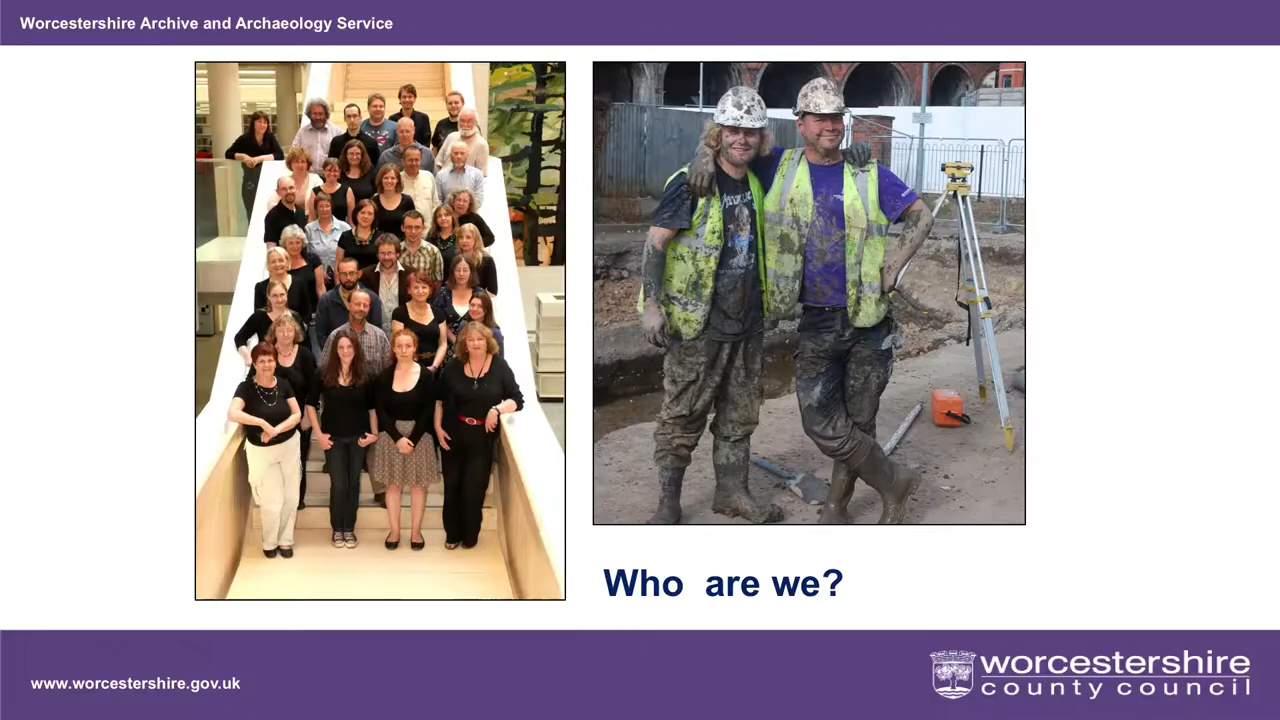 Worcestershire Archive and Archaeology Service
Who are we?
www.worcestershire.gov.uk
worcestershire
county council